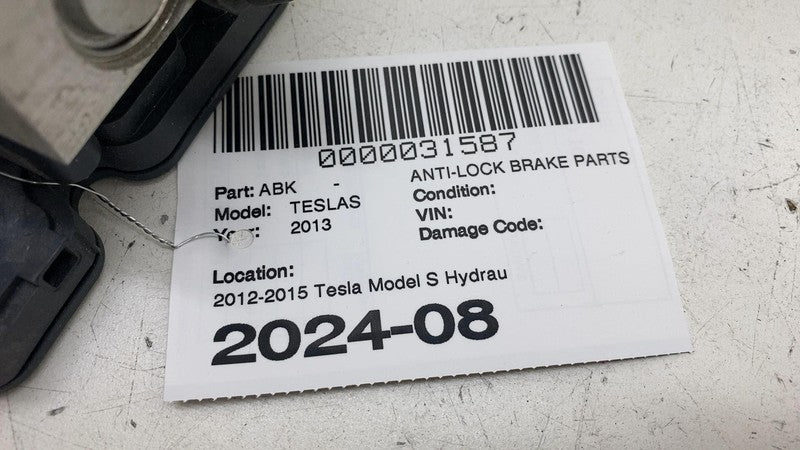 0000031587
Part: ABK - ANTI-LOCK BRAKE PARTS
Model: TESLAS Condition:
2013 VIN:
Damage Code:
Location:
2012-2015 Tesla Model S Hydrau
2024-08